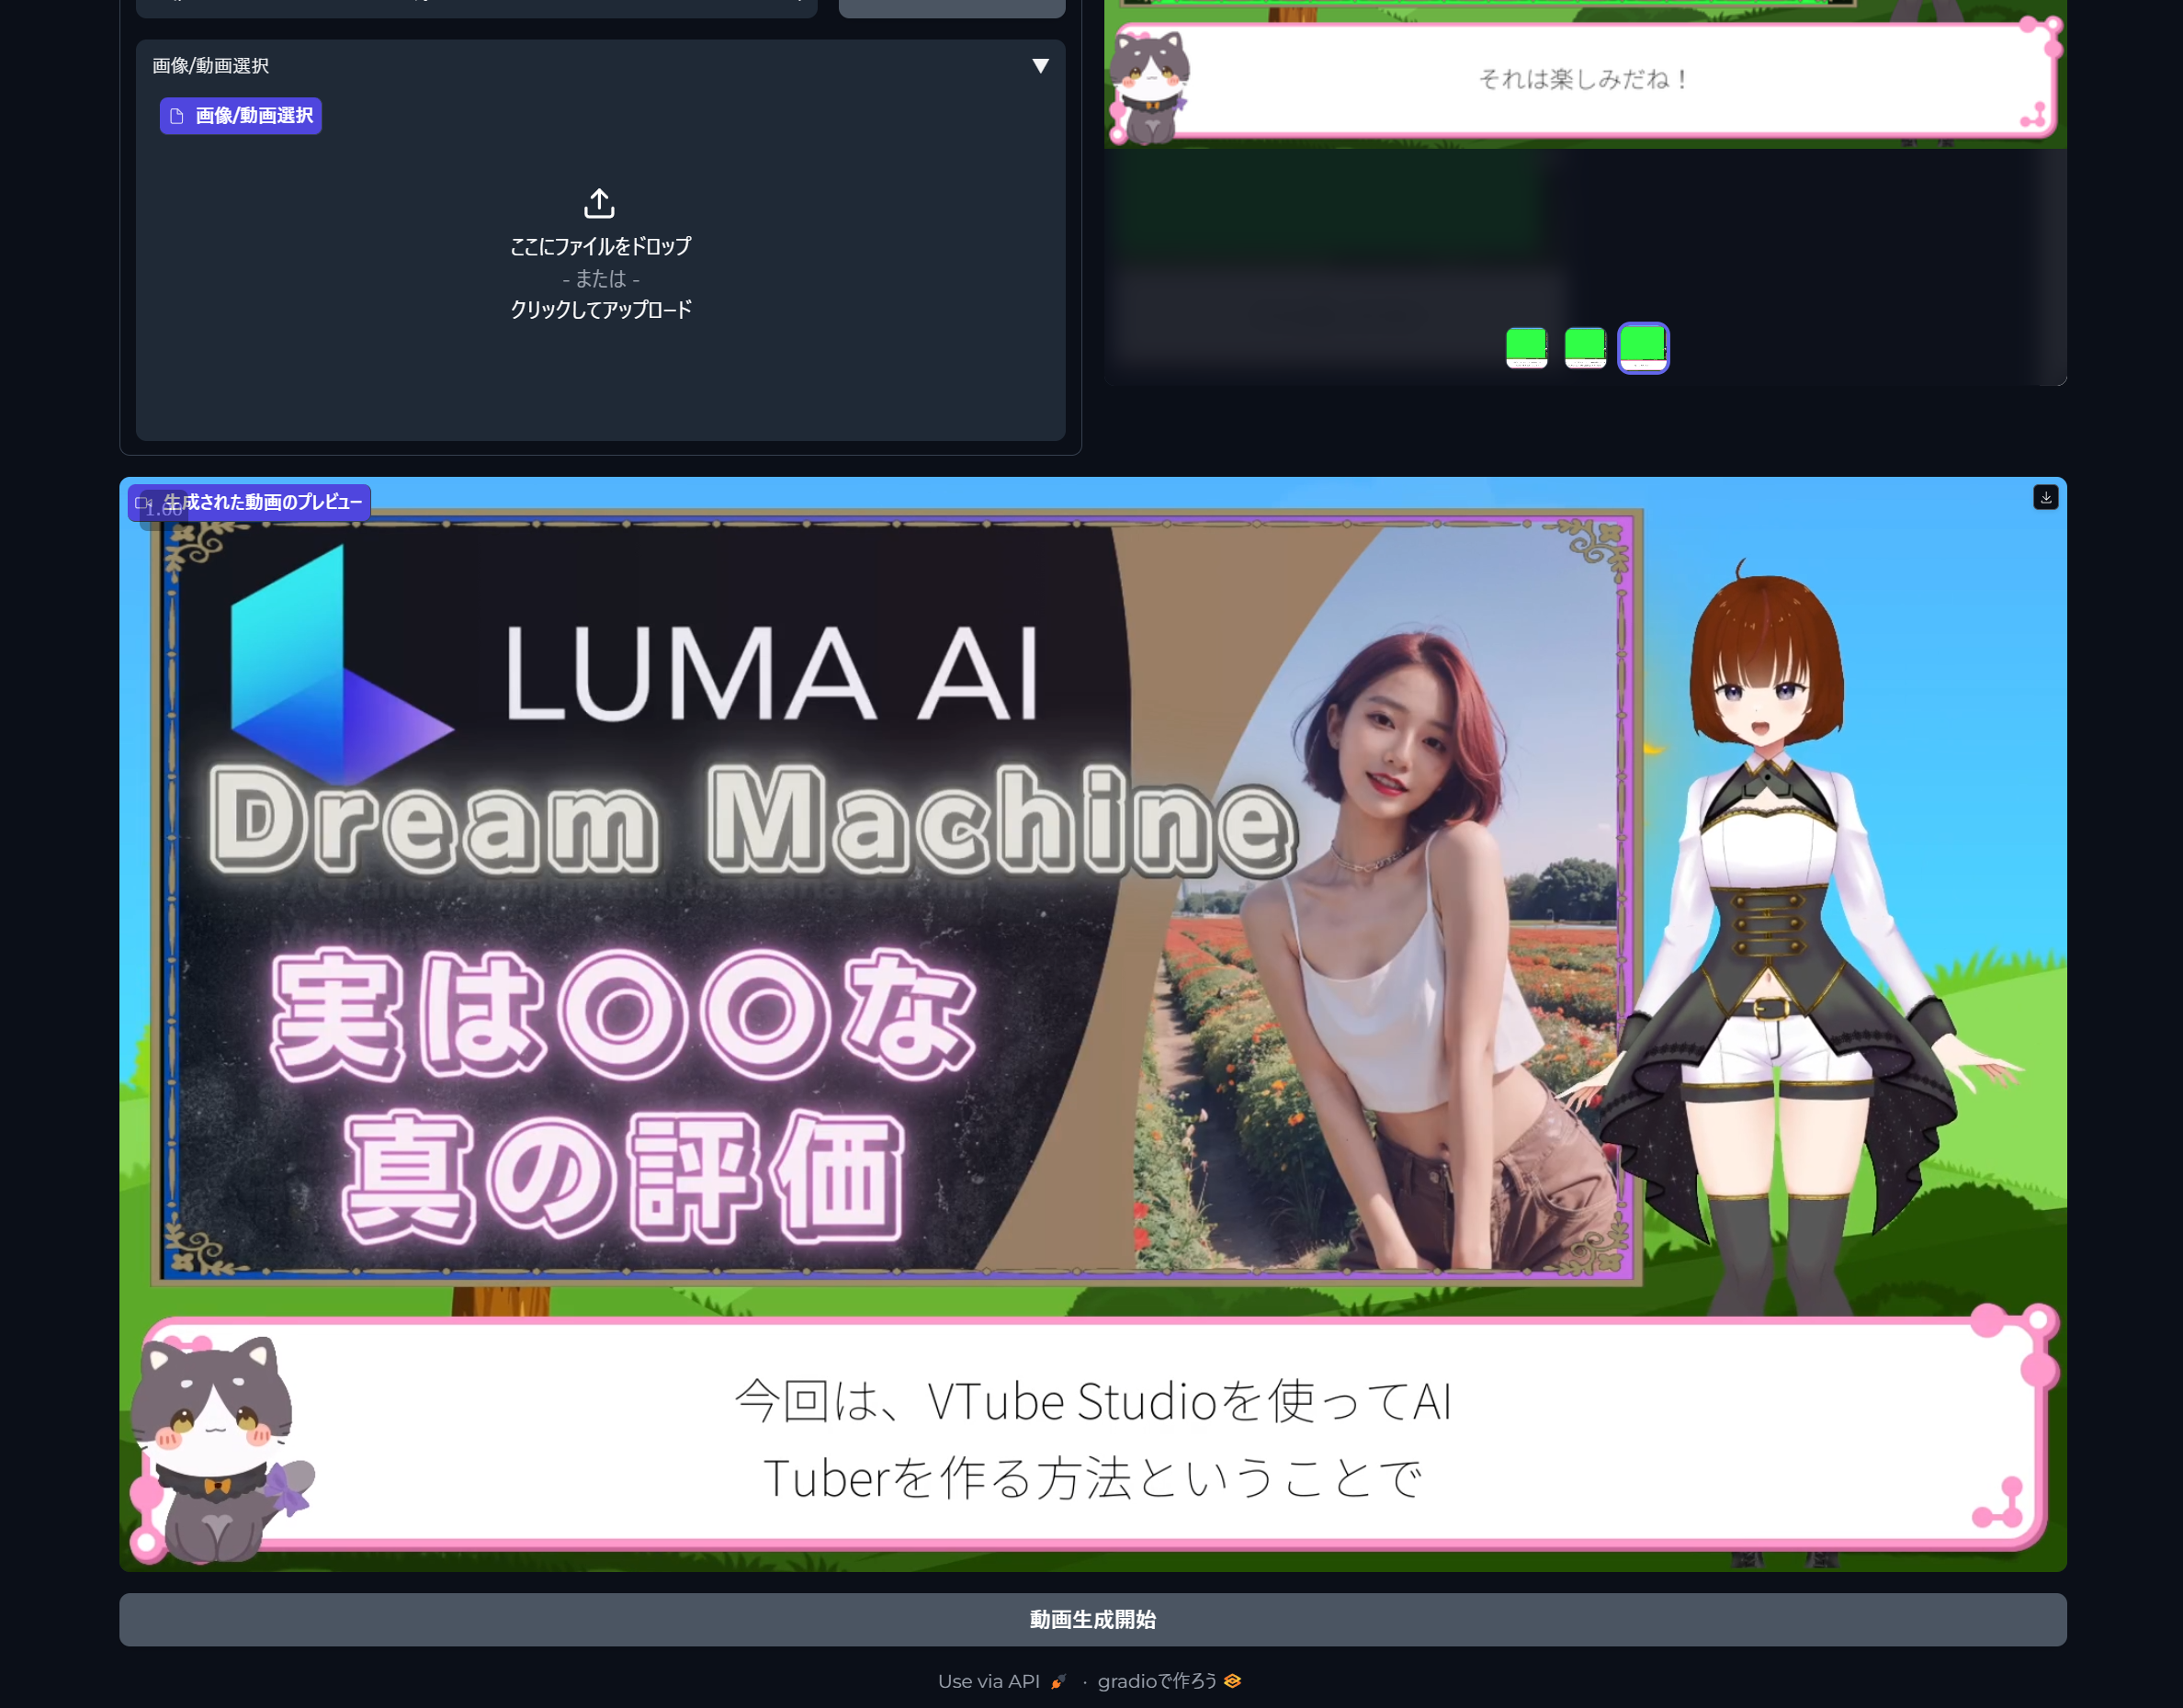 画像/動画選択
画像/動画選択
ここにファイルをドロップ
- または -
クリックしてアップロード
それは楽しみだね！
生成された動画のプレビュー
1.00
LUMA AI
Dream Machine
実は〇〇な
真の評価
今回は、VTube Studioを使ってAI
Tuberを作る方法ということで
動画生成開始
Use via API
·
gradioで作ろう